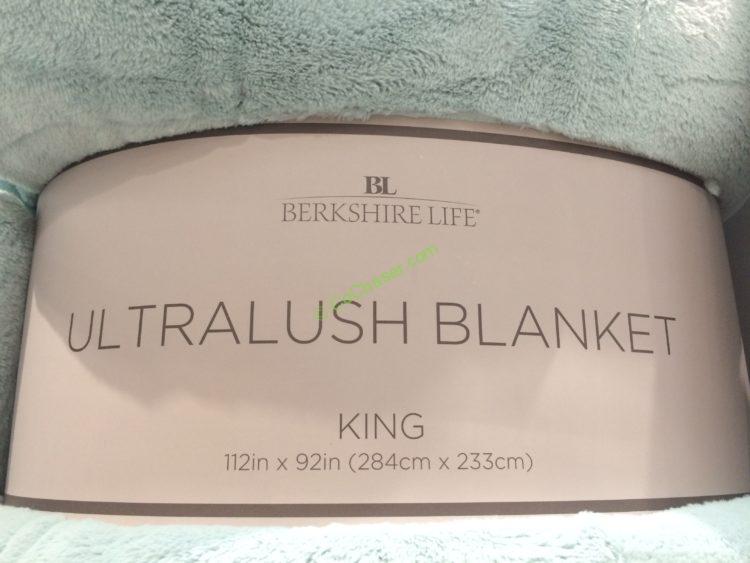 BL
BERKSHIRE LIFE®
ULTRALUSH BLANKET
KING
112in x 92in (284cm x 233cm)